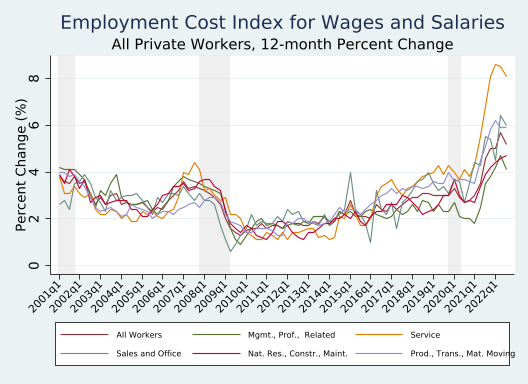 Employment Cost Index for Wages and Salaries
All Private Workers, 12-month Percent Change
Percent Change (%)
8
6
4
2
0
2001q1 2002q1 2003q1 2004q1 2005q1 2006q1 2007q1 2008q1 2009q1 2010q1 2011q1 2012q1 2013q1 2014q1 2015q1 2016q1 2017q1 2018q1 2019q1 2020q1 2021q1 2022q1
All Workers Mgmt., Prof., Related Service
Sales and Office Nat. Res., Constr., Maint. Prod., Trans., Mat. Moving